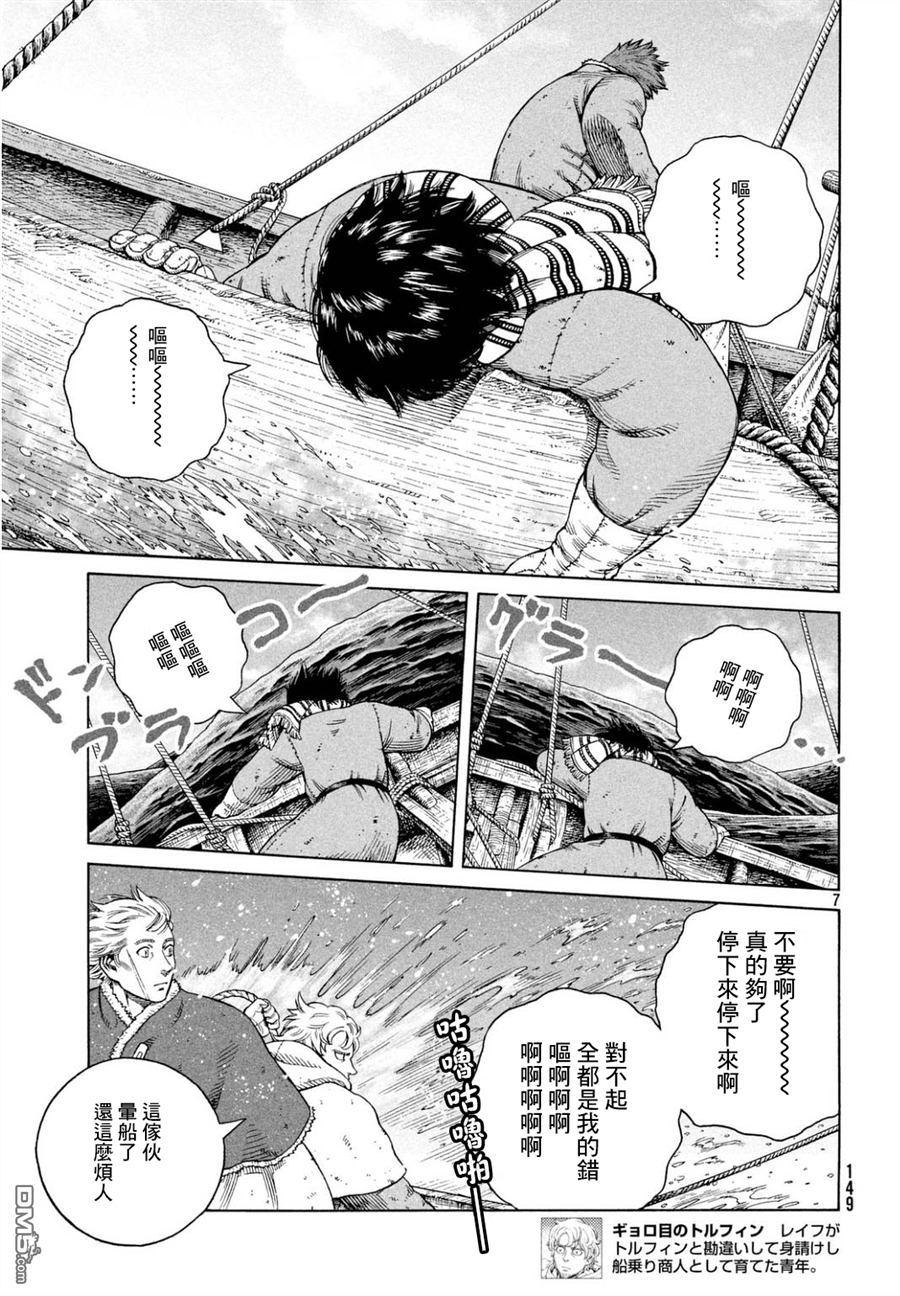 嘔〜〜〜〜
〜〜〜……
嘔嘔〜〜〜〜
〜〜〜……
グラー
啊啊啊
啊啊
コー
ドン
ブラ
嘔嘔嘔
嘔嘔
7
不要啊〜〜〜〜〜〜
真的夠了
停下來停下來啊
對不起
全都是我的錯
嘔啊啊啊
啊啊啊啊啊
咕嚕咕嚕啪——
這傢伙
暈船了
還這麼煩人
149
ギョロ目のトルフィン　レイフが
トルフィンと勘違いして身請けし
船乗り商人として育てた青年。
DM5.COM